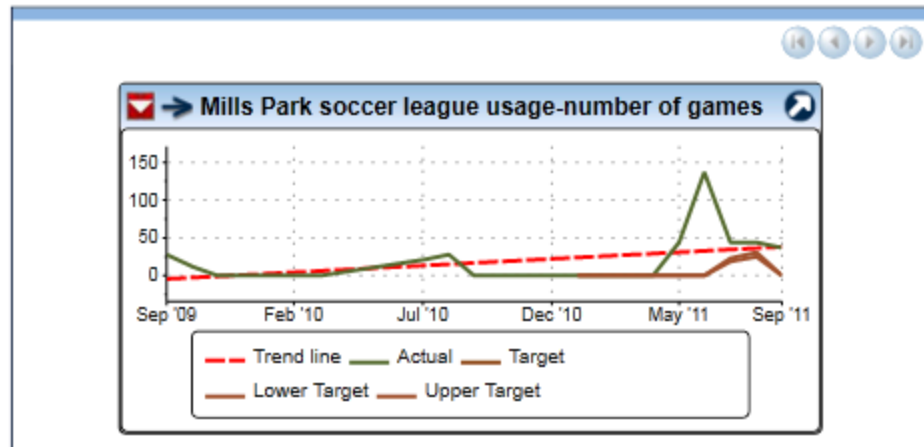 Mills Park soccer league usage-number of games
150
100
50
0
Sep '09 Feb '10 Jul '10 Dec '10 May '11 Sep '11
Trend line Actual Target
Lower Target Upper Target